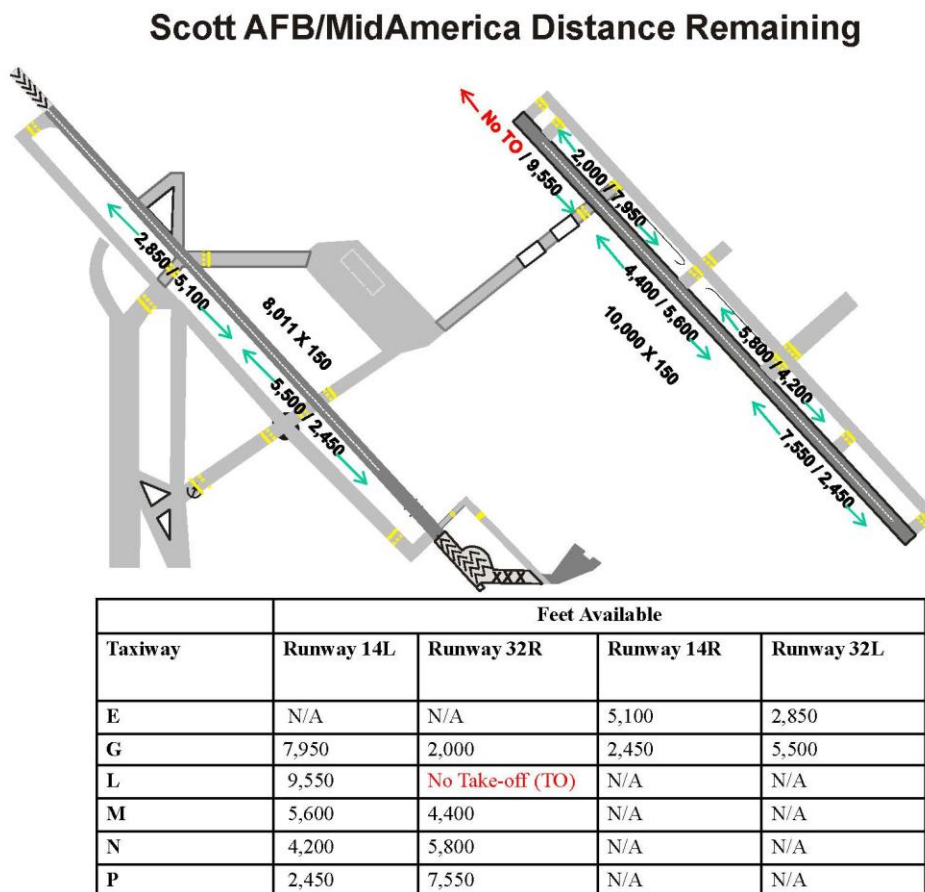 Scott AFB/MidAmerica Distance Remaining
No TO / 9,550
2,000 / 7,950
2,850 / 5,100
4,400 / 5,600
8,011 X 150
10,000 X 150
5,800 / 4,200
5,500 / 2,450
7,550 / 2,450
XXX
Feet Available
Taxiway Runway 14L Runway 32R Runway 14R Runway 32L
E N/A N/A 5,100 2,850
G 7,950 2,000 2,450 5,500
L 9,550 No Take-off (TO) N/A N/A
M 5,600 4,400 N/A N/A
N 4,200 5,800 N/A N/A
P 2,450 7,550 N/A N/A